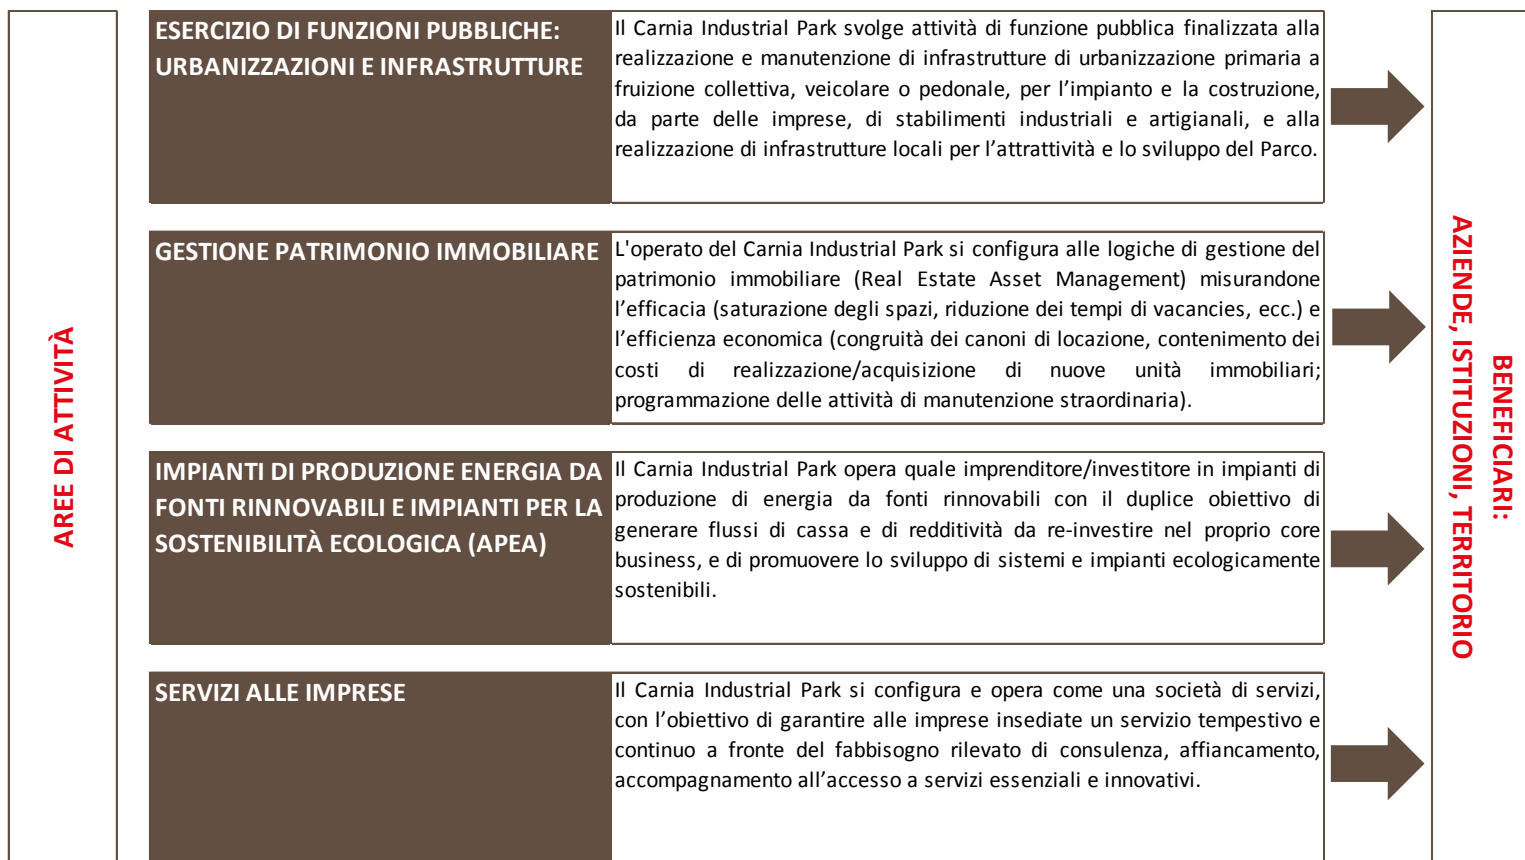 AREE DI ATTIVITÀ
ESERCIZIO DI FUNZIONI PUBBLICHE:
URBANIZZAZIONI E INFRASTRUTTURE
Il Carnia Industrial Park svolge attività di funzione pubblica finalizzata alla
realizzazione e manutenzione di infrastrutture di urbanizzazione primaria a
fruizione collettiva, veicolare o pedonale, per l’impianto e la costruzione,
da parte delle imprese, di stabilimenti industriali e artigianali, e alla
realizzazione di infrastrutture locali per l’attrattività e lo sviluppo del Parco.
GESTIONE PATRIMONIO IMMOBILIARE
L'operato del Carnia Industrial Park si configura alle logiche di gestione del
patrimonio immobiliare (Real Estate Asset Management) misurandone
l’efficacia (saturazione degli spazi, riduzione dei tempi di vacancies, ecc.) e
l’efficienza economica (congruità dei canoni di locazione, contenimento dei
costi di realizzazione/acquisizione di nuove unità immobiliari;
programmazione delle attività di manutenzione straordinaria).
IMPIANTI DI PRODUZIONE ENERGIA DA
FONTI RINNOVABILI E IMPIANTI PER LA
SOSTENIBILITÀ ECOLOGICA (APEA)
Il Carnia Industrial Park opera quale imprenditore/investitore in impianti di
produzione di energia da fonti rinnovabili con il duplice obiettivo di
generare flussi di cassa e di redditività da re-investire nel proprio core
business, e di promuovere lo sviluppo di sistemi e impianti ecologicamente
sostenibili.
SERVIZI ALLE IMPRESE
Il Carnia Industrial Park si configura e opera come una società di servizi,
con l’obiettivo di garantire alle imprese insediate un servizio tempestivo e
continuo a fronte del fabbisogno rilevato di consulenza, affiancamento,
accompagnamento all’accesso a servizi essenziali e innovativi.
BENEFICIARI:
AZIENDE, ISTITUZIONI, TERRITORIO